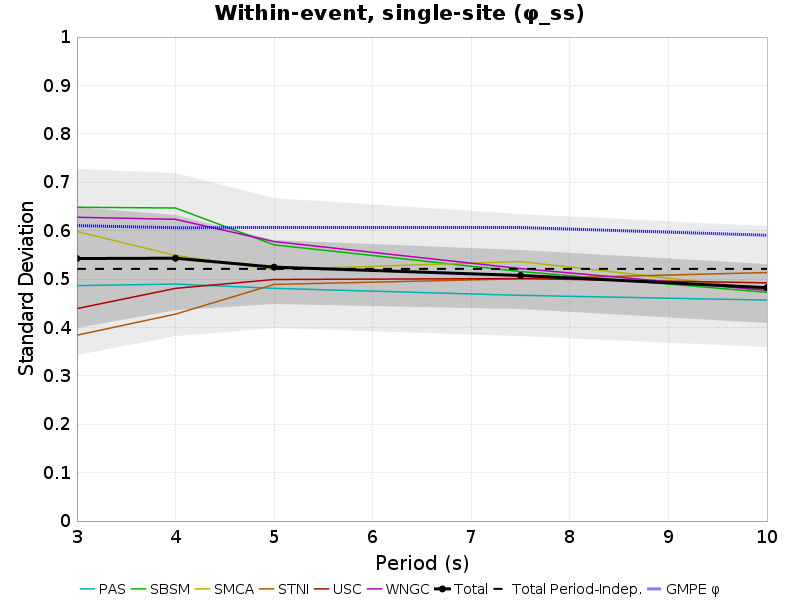 Within-event, single-site (φ_ss)
1
0.9
0.8
0.7
0.6
0.5
0.4
0.3
0.2
0.1
0
Standard Deviation
3 4 5 6 7 8 9 10
Period (s)
PAS SBSM SMCA STNI USC WNGC Total Total Period-Indep. GMPE φ